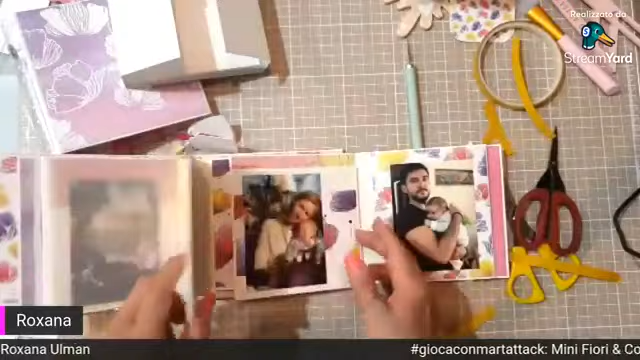 Realizzato da
StreamYard
Roxana
Roxana Ulman
#giocaconmartattack: Mini Fiori & Co